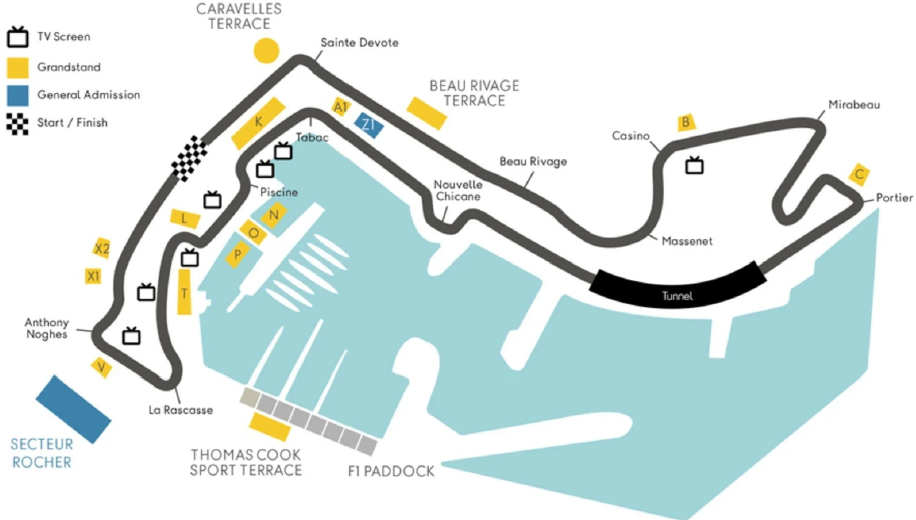 CARAVELLES
TERRACE
TV Screen
Grandstand
General Admission
Start / Finish
Sainte Devote
BEAU RIVAGE
TERRACE
A1
Z1
K
Tabac
B
Mirabeau
Casino
Beau Rivage
C
Portier
Nouvelle
Chicane
Piscine
L
N
O
P
Massenet
X2
X1
T
Tunnel
Anthony
Noghes
V
La Rascasse
SECTEUR
ROCHER
THOMAS COOK
SPORT TERRACE
F1 PADDOCK